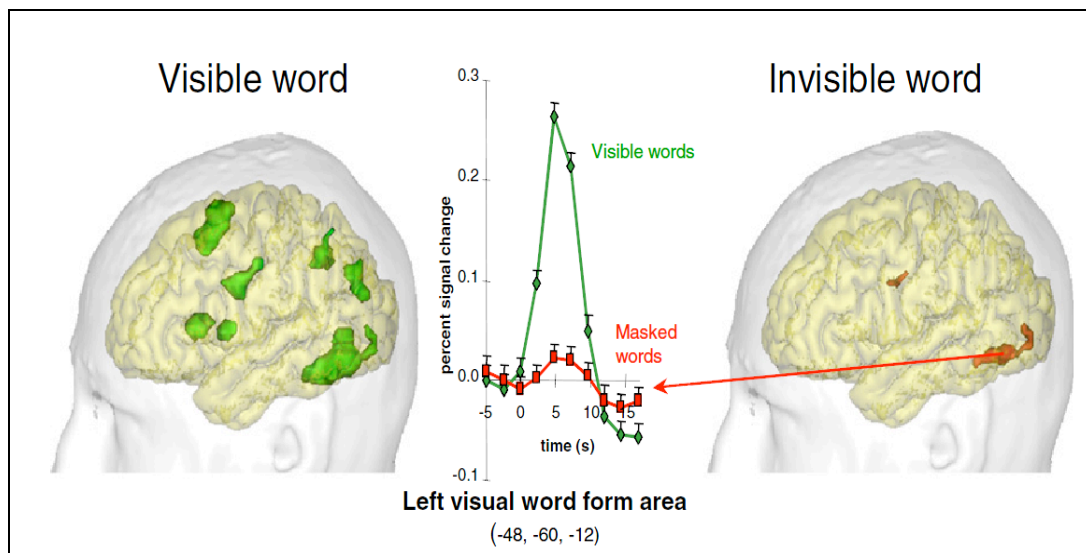 Visible word
Invisible word
percent signal change
0.3
0.2
0.1
0.0
-0.1
-5
0
5
10
15
time (s)
Visible words
Masked
words
Left visual word form area
(-48, -60, -12)